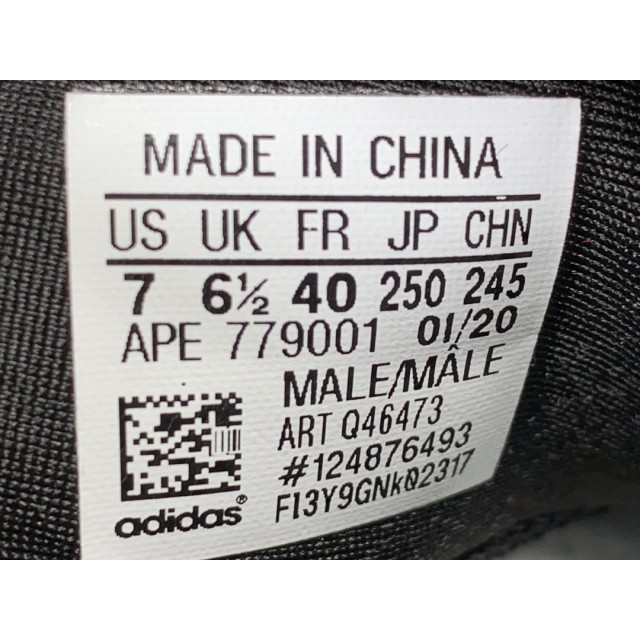 MADE IN CHINA
US UK FR JP CHN
7 6½ 40 250 245
APE 779001 01/20
MALE/MÂLE
ART Q46473
#124876493
F13Y9GNk02317
adidas®